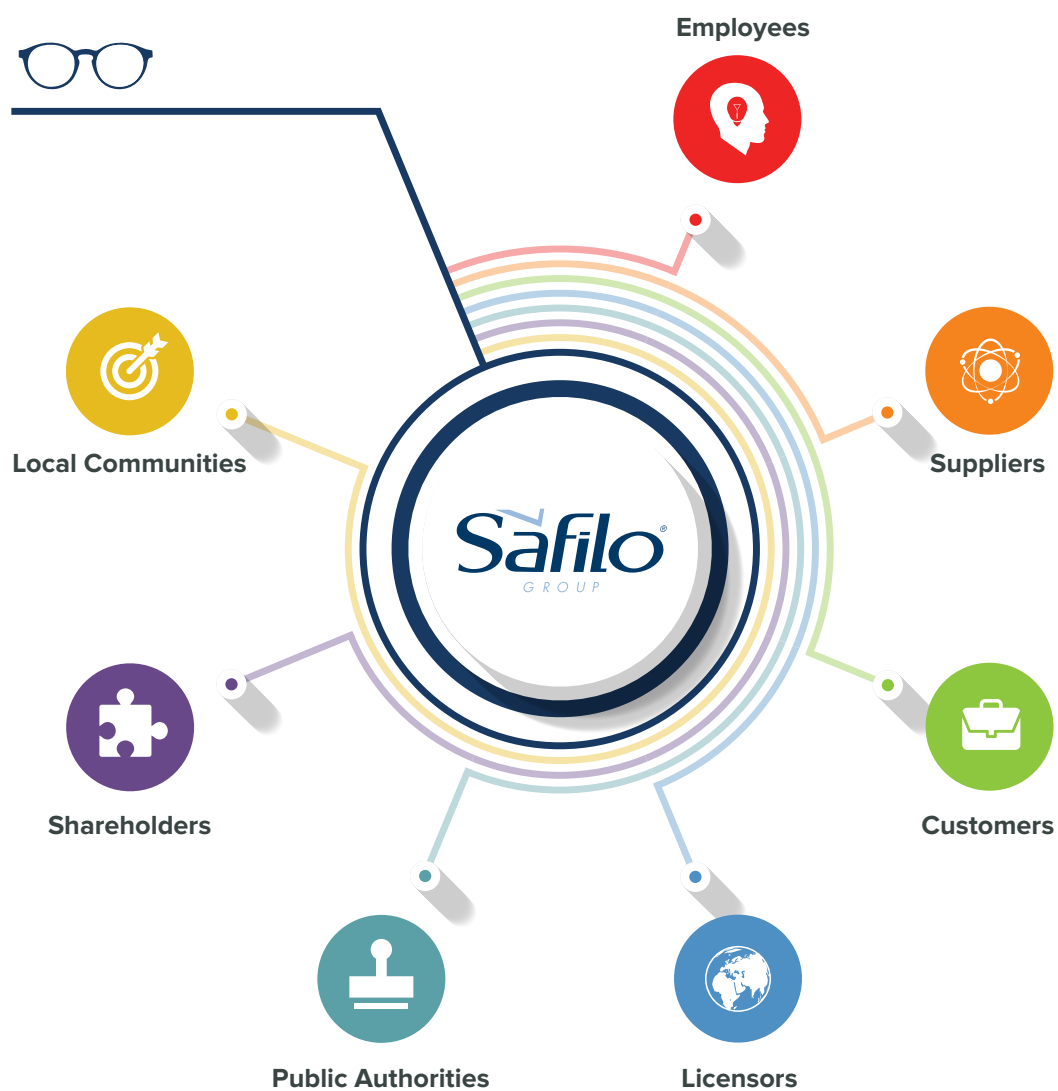 Employees
Local Communities
Suppliers
Safilo®
GROUP
Shareholders
Customers
Public Authorities
Licensors